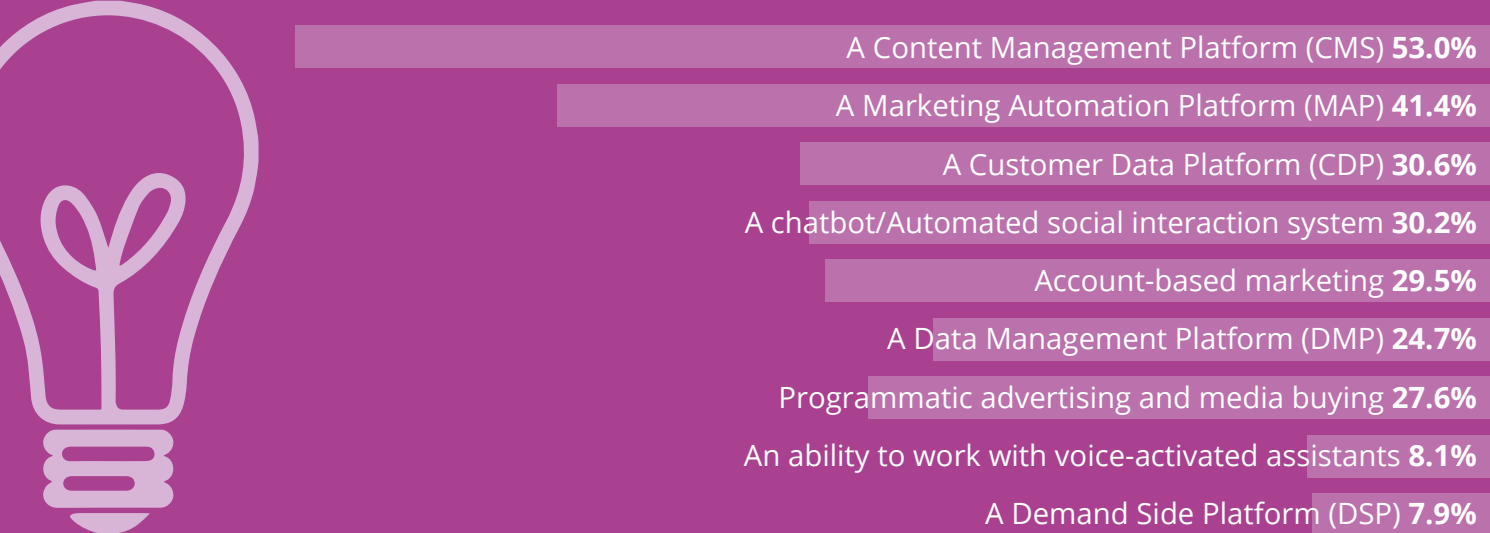 A Content Management Platform (CMS) 53.0%
A Marketing Automation Platform (MAP) 41.4%
A Customer Data Platform (CDP) 30.6%
A chatbot/Automated social interaction system 30.2%
Account-based marketing 29.5%
A Data Management Platform (DMP) 24.7%
Programmatic advertising and media buying 27.6%
An ability to work with voice-activated assistants 8.1%
A Demand Side Platform (DSP) 7.9%